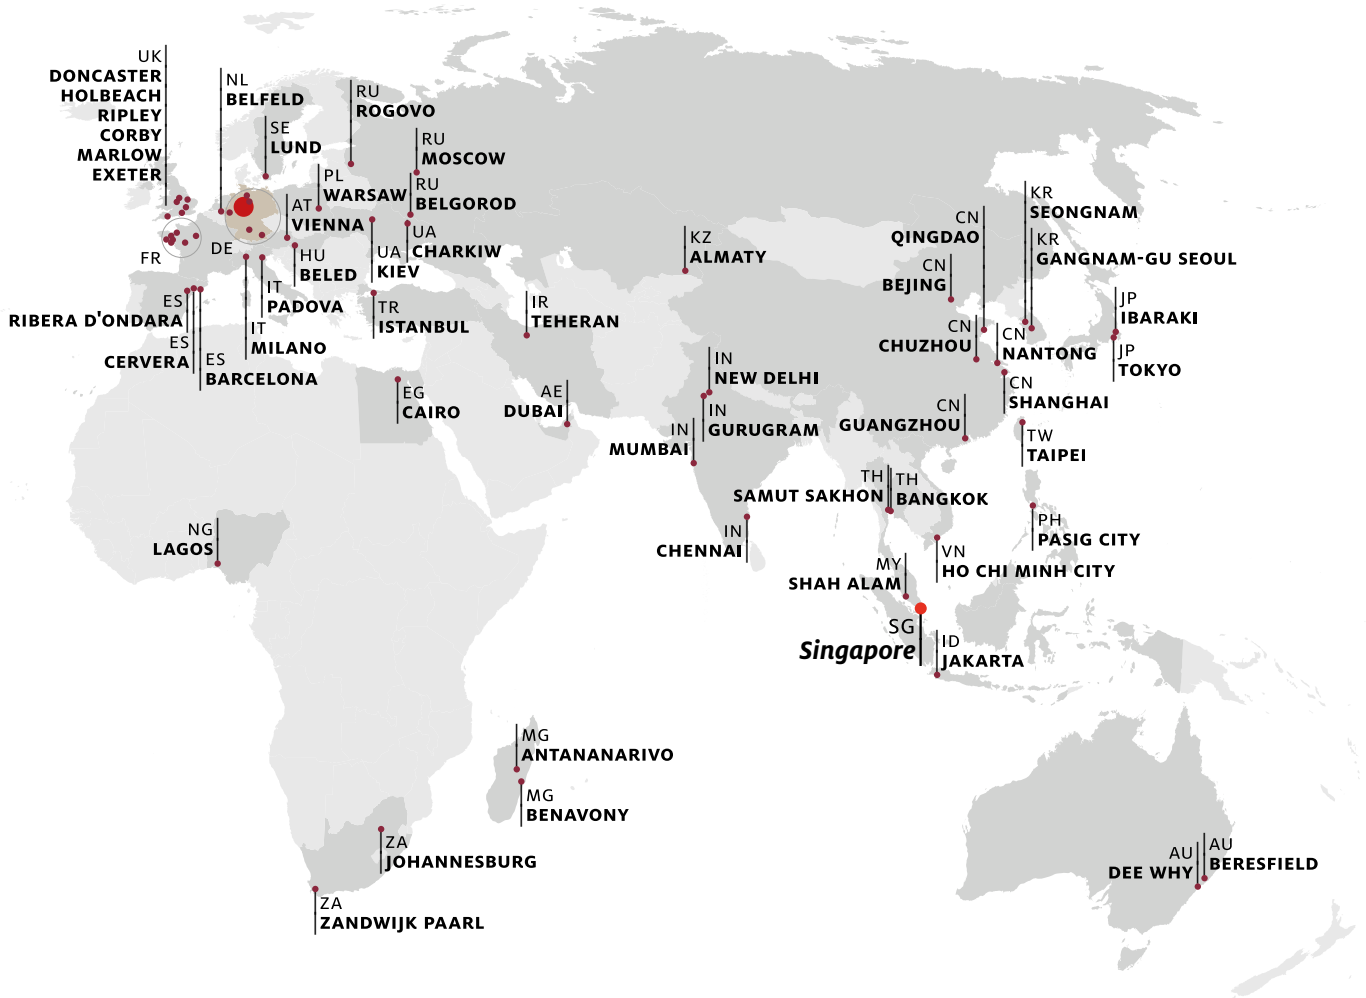 UK
DONCASTER
HOLBEACH
RIPLEY
CORBY
MARLOW
EXETER
NL
BELFELD
SE
LUND
RU
ROGOVO
RU
MOSCOW
PL
WARSAW
RU
BELGOROD
AT
VIENNA
UA
CHARKIW
FR
DE
HU
BELED
UA
KIEV
IT
PADOVA
IT
MILANO
TR
ISTANBUL
ES
RIBERA D'ONDARA
ES
CERVERA
ES
BARCELONA
IR
TEHERAN
KZ
ALMATY
CN
QINGDAO
CN
BEJING
KR
SEONGNAM
KR
GANGNAM-GU SEOUL
JP
IBARAKI
JP
TOKYO
CN
CHUZHOU
CN
NANTONG
CN
SHANGHAI
CN
GUANGZHOU
TW
TAIPEI
EG
CAIRO
AE
DUBAI
IN
NEW DELHI
IN
GURUGRAM
IN
MUMBAI
IN
CHENNAI
TH
SAMUT SAKHON
TH
BANGKOK
PH
PASIG CITY
VN
HO CHI MINH CITY
MY
SHAH ALAM
SG
Singapore
ID
JAKARTA
NG
LAGOS
MG
ANTANANARIVO
MG
BENAVONY
ZA
JOHANNESBURG
ZA
ZANDWIJK PAARL
AU
DEE WHY
AU
BERESFIELD